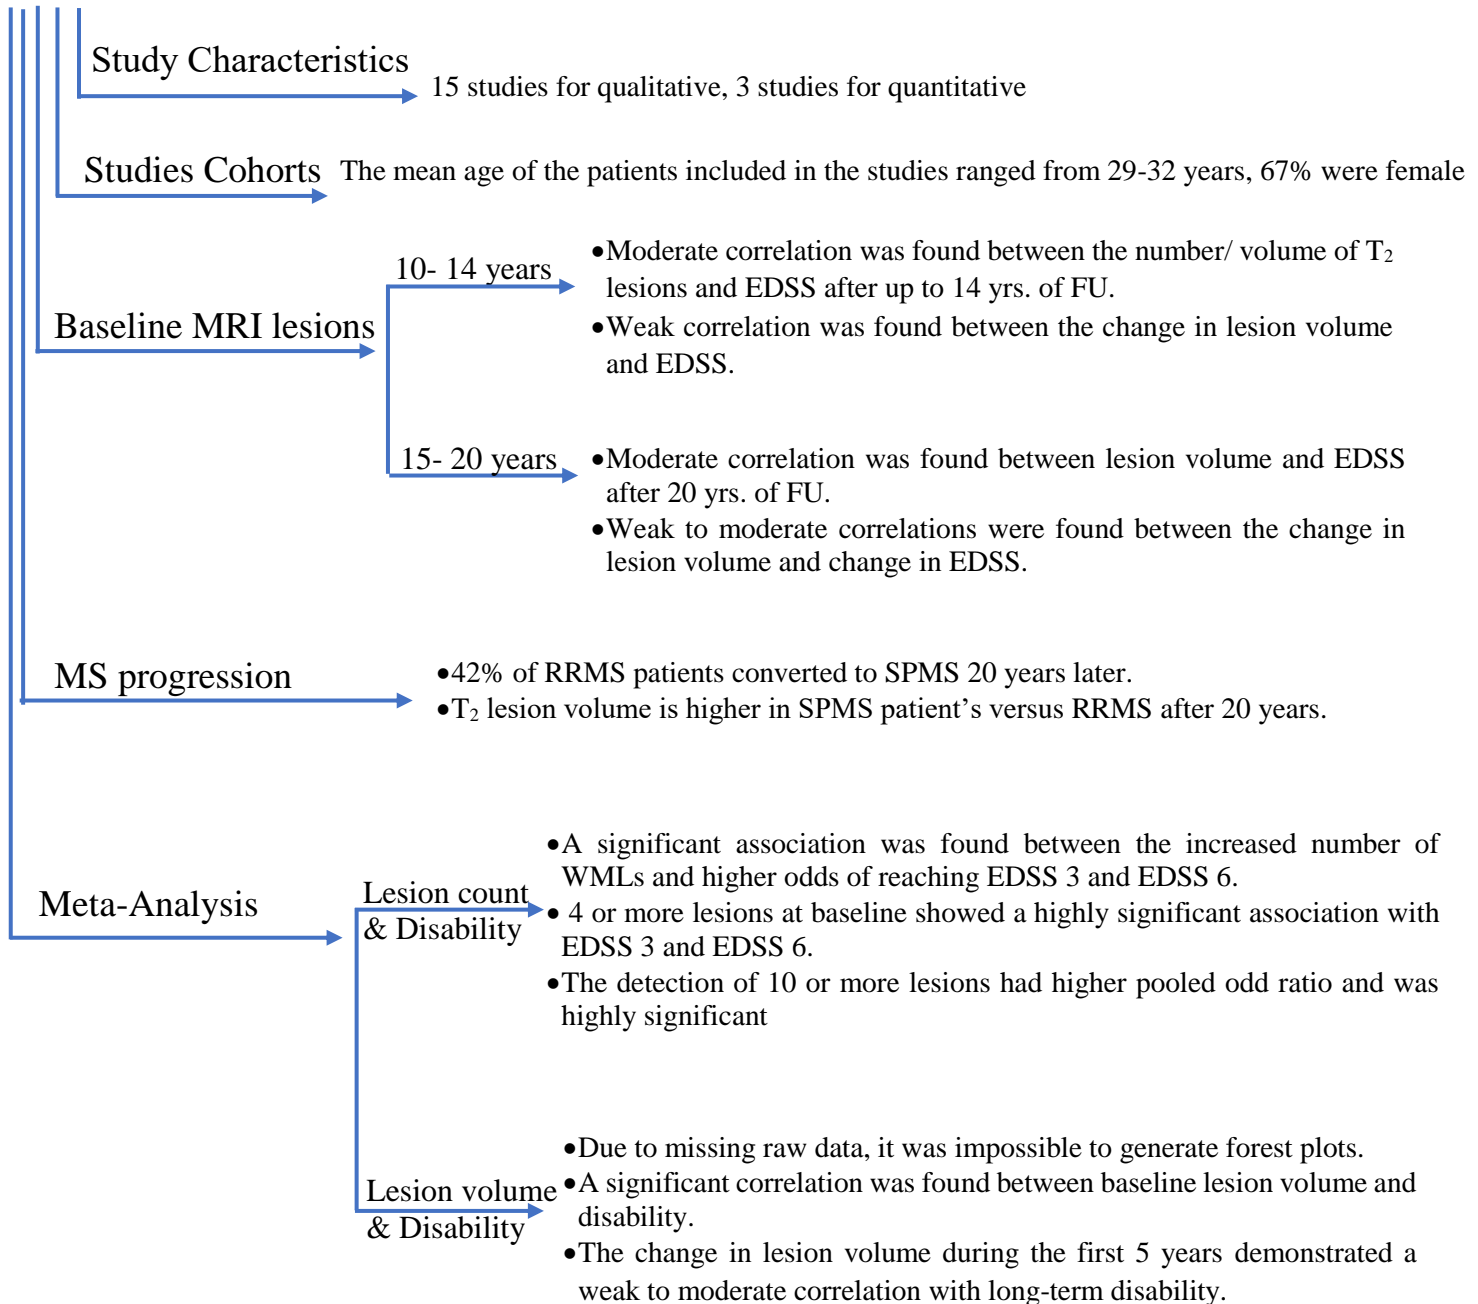 Study Characteristics
15 studies for qualitative, 3 studies for quantitative
Studies Cohorts
The mean age of the patients included in the studies ranged from 29-32 years, 67% were female
Baseline MRI lesions
10- 14 years
•Moderate correlation was found between the number/ volume of T₂
lesions and EDSS after up to 14 yrs. of FU.
•Weak correlation was found between the change in lesion volume
and EDSS.
15- 20 years
•Moderate correlation was found between lesion volume and EDSS
after 20 yrs. of FU.
•Weak to moderate correlations were found between the change in
lesion volume and change in EDSS.
MS progression
•42% of RRMS patients converted to SPMS 20 years later.
•T₂ lesion volume is higher in SPMS patient’s versus RRMS after 20 years.
Meta-Analysis
Lesion count
& Disability
•A significant association was found between the increased number of
WMLs and higher odds of reaching EDSS 3 and EDSS 6.
• 4 or more lesions at baseline showed a highly significant association with
EDSS 3 and EDSS 6.
•The detection of 10 or more lesions had higher pooled odd ratio and was
highly significant
Lesion volume
& Disability
•Due to missing raw data, it was impossible to generate forest plots.
•A significant correlation was found between baseline lesion volume and
disability.
•The change in lesion volume during the first 5 years demonstrated a
weak to moderate correlation with long-term disability.